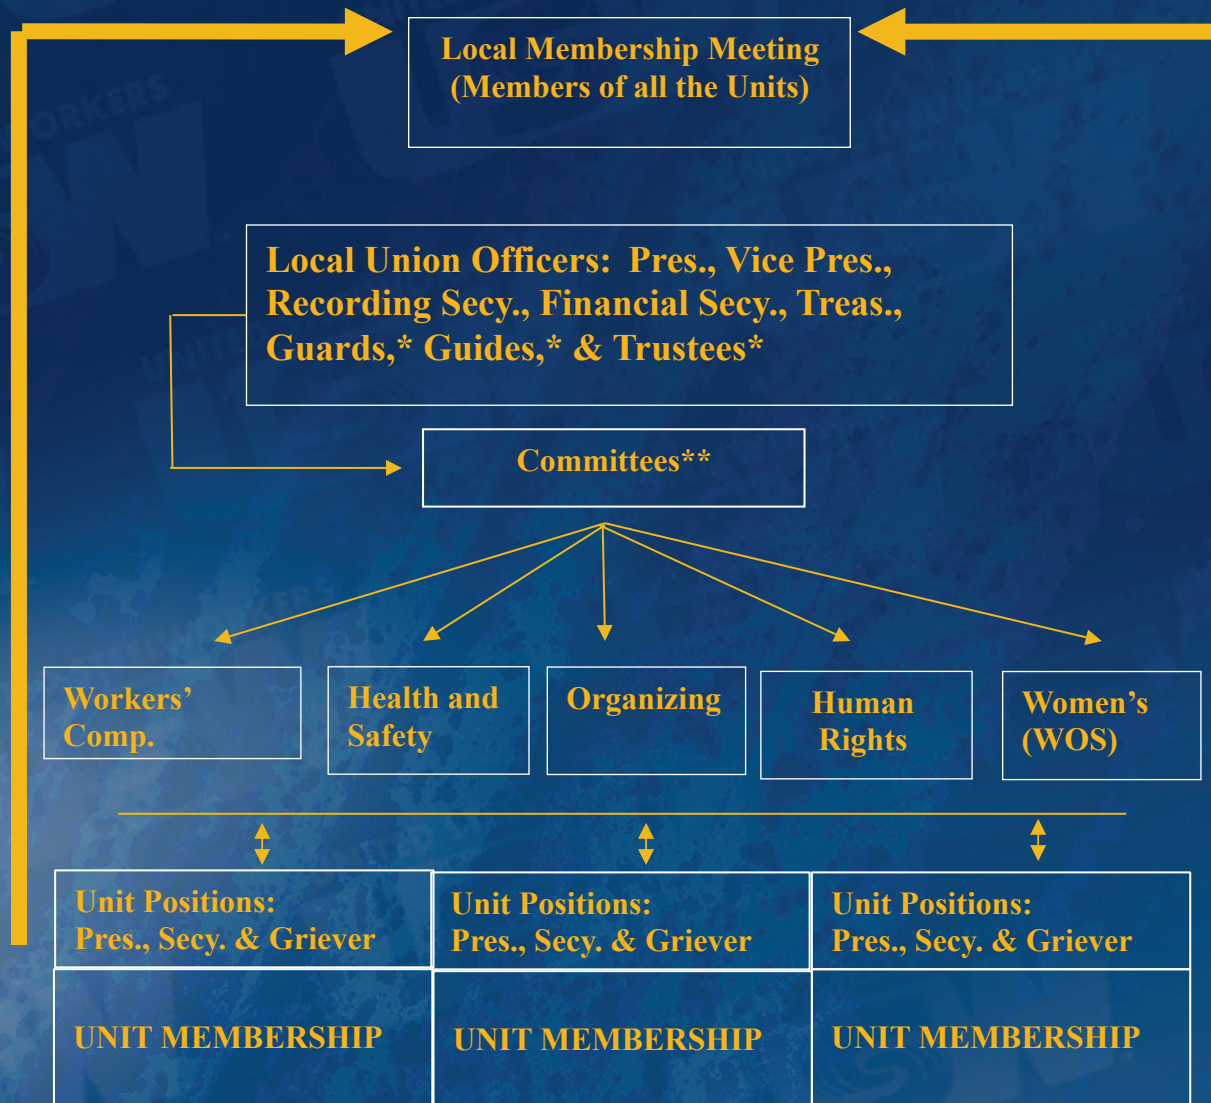 Local Membership Meeting
(Members of all the Units)
Local Union Officers: Pres., Vice Pres.,
Recording Secy., Financial Secy., Treas.,
Guards,* Guides,* & Trustees*
Committees**
Workers'
Comp.
Health and
Safety
Organizing
Human
Rights
Women's
(WOS)
Unit Positions:
Pres., Secy. & Griever
Unit Positions:
Pres., Secy. & Griever
Unit Positions:
Pres., Secy. & Griever
UNIT MEMBERSHIP
UNIT MEMBERSHIP
UNIT MEMBERSHIP